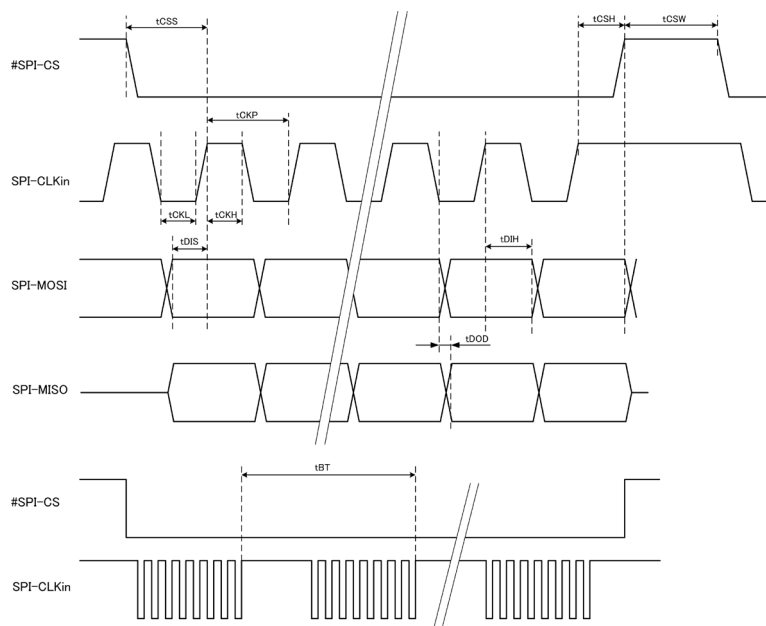 tCSS
tCSH
tCSW
#SPI-CS
tCKP
SPI-CLKin
tCKL
tCKH
tDIS
tDIH
SPI-MOSI
tDOD
SPI-MISO
tBT
#SPI-CS
SPI-CLKin